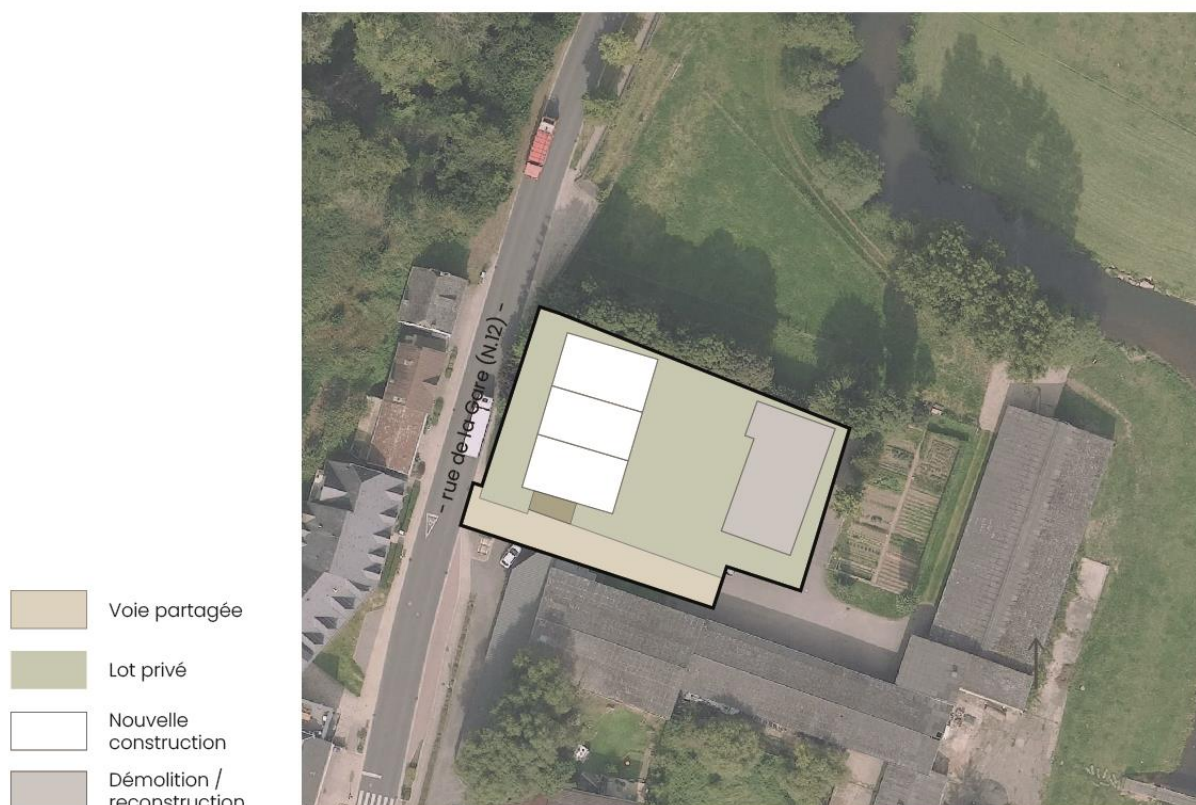 - rue de la Gare (N.12) -
Voie partagée
Lot privé
Nouvelle
construction
Démolition /
reconstruction